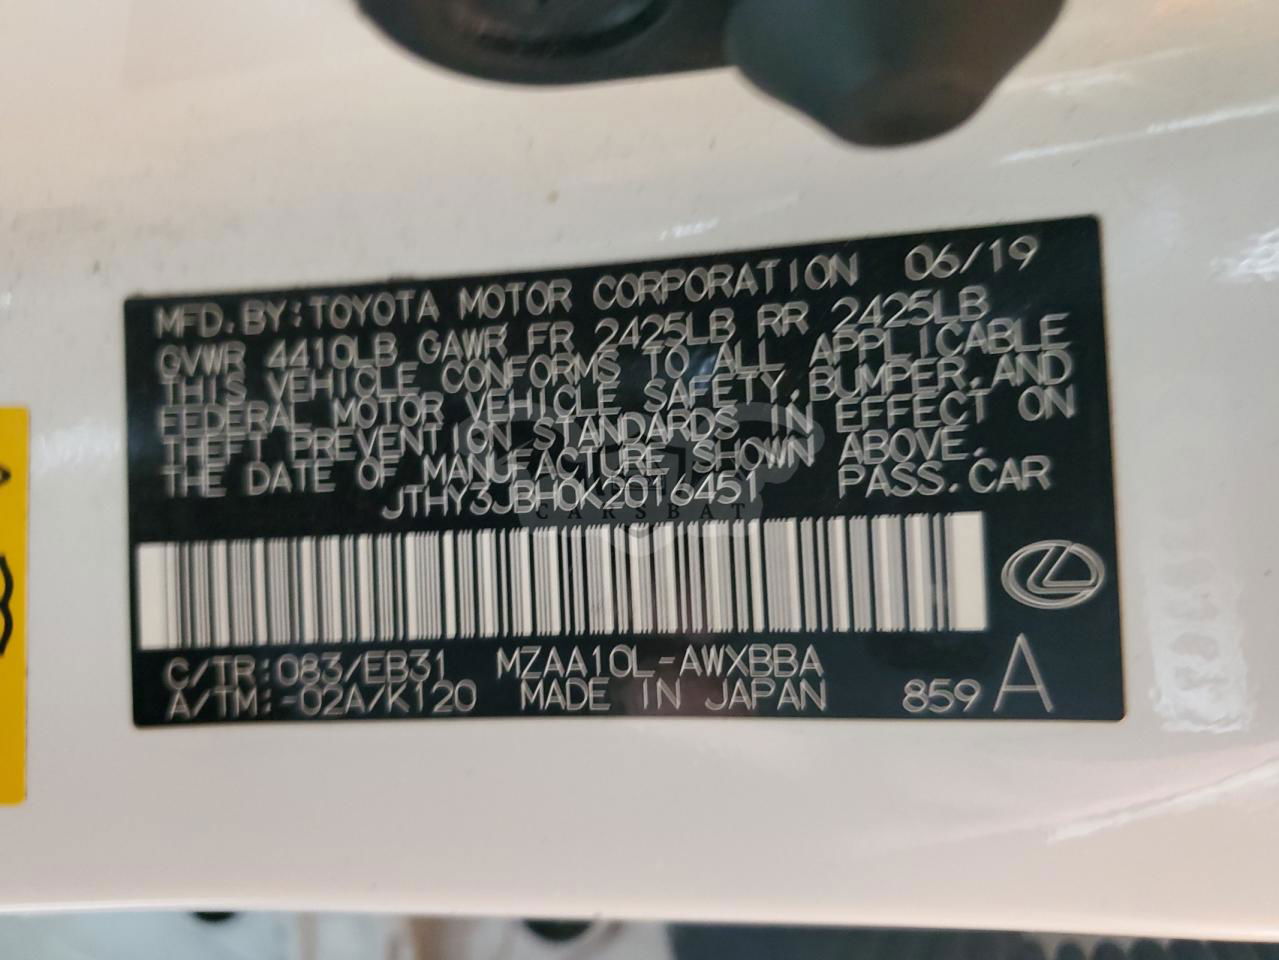 MFD.BY:TOYOTA MOTOR CORPORATION 06/19
GVWR 4410LB GAWR FR 2425LB RR 2425LB
THIS VEHICLE CONFORMS TO ALL APPLICABLE
FEDERAL MOTOR VEHICLE SAFETY,BUMPER,AND
THEFT PREVENTION STANDARDS IN EFFECT ON
THE DATE OF MANUFACTURE SHOWN ABOVE.
JTHY3JBH0K2016451 PASS.CAR
CARSBAT
C/TR:083/EB31 MZAA10L-AWXBBA
A/TM:-02A/K120 MADE IN JAPAN 859 A